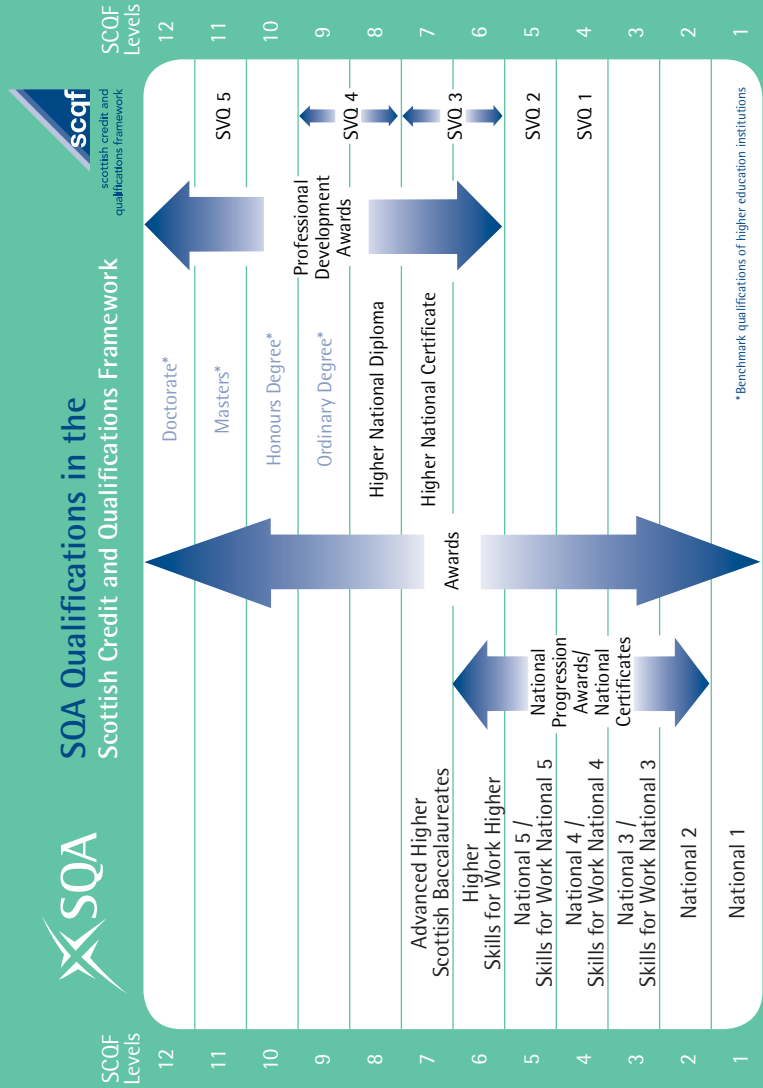 SQA
SQA Qualifications in the
Scottish Credit and Qualifications Framework
scqf
scottish credit and
qualifications framework
SCQF
Levels
12
11
10
9
8
7
6
5
4
3
2
1
Advanced Higher
Scottish Baccalaureates
Higher
Skills for Work Higher
National 5 /
Skills for Work National 5
National 4 /
Skills for Work National 4
National 3 /
Skills for Work National 3
National 2
National 1
National
Progression
Awards/
National
Certificates
Awards
Doctorate*
Masters*
Honours Degree*
Ordinary Degree*
Higher National Diploma
Higher National Certificate
Professional
Development
Awards
SVQ 5
SVQ 4
SVQ 3
SVQ 2
SVQ 1
SCQF
Levels
12
11
10
9
8
7
6
5
4
3
2
1
*Benchmark qualifications of higher education institutions